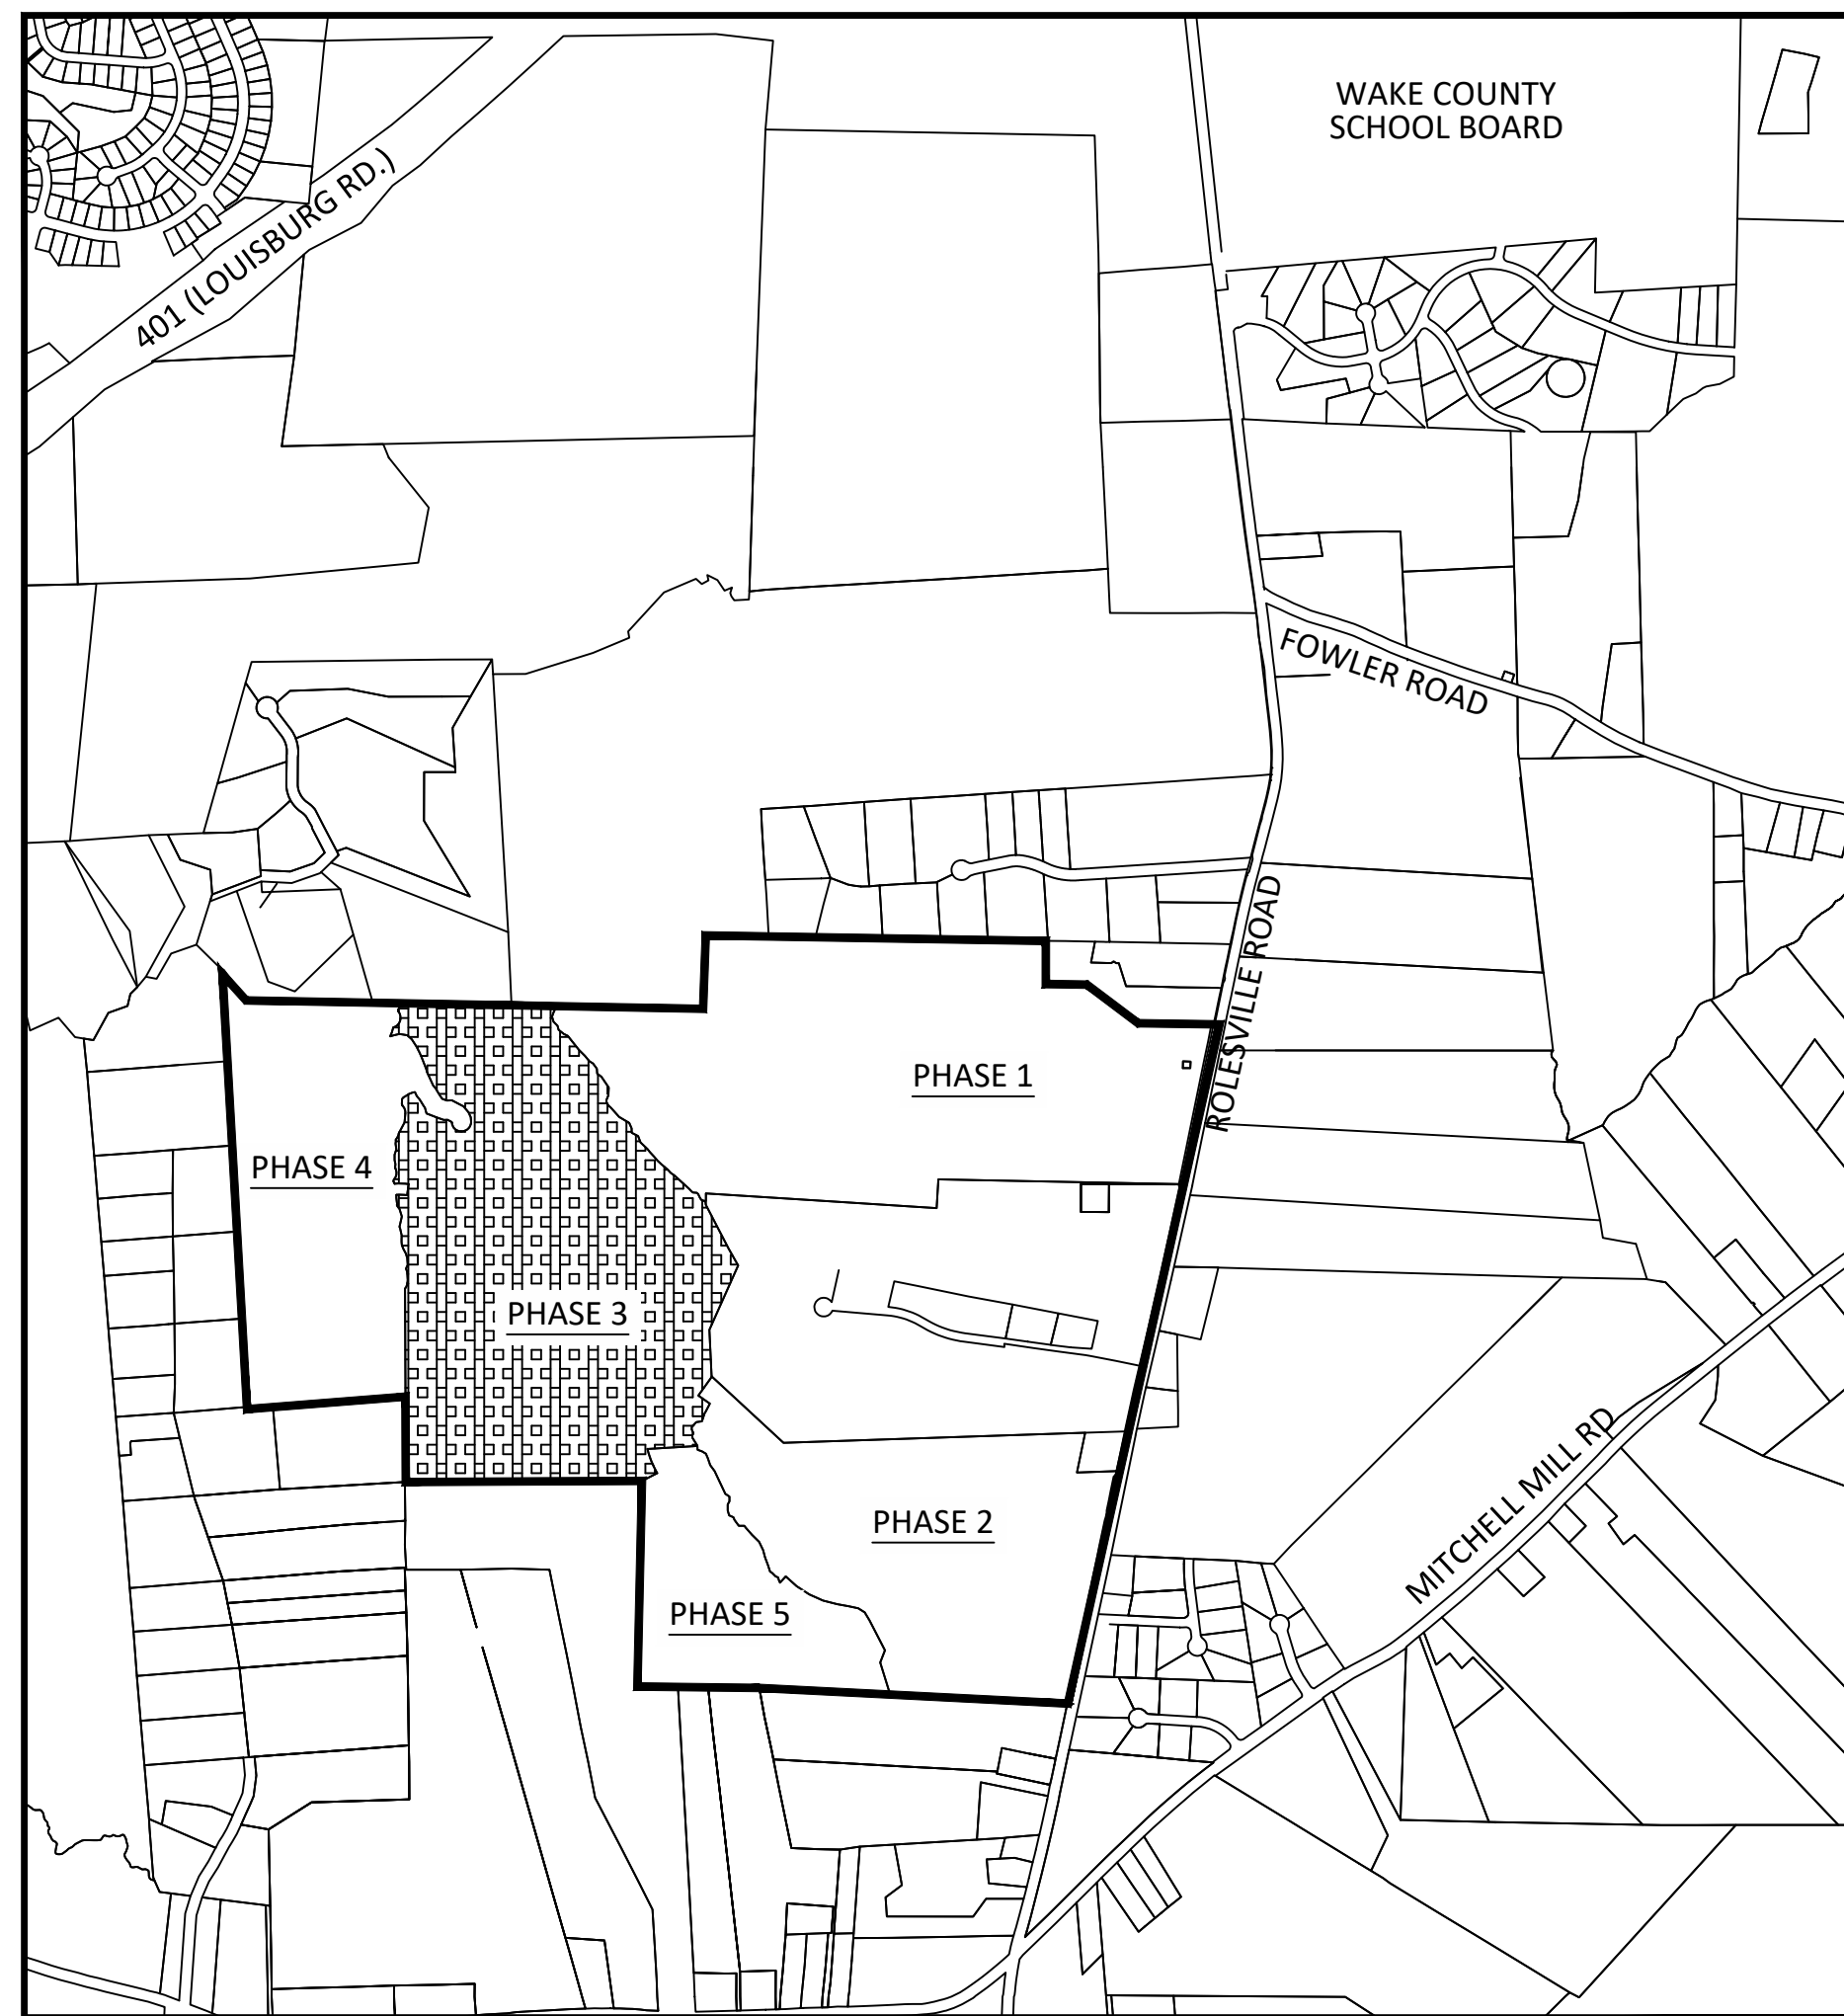 WAKE COUNTY
SCHOOL BOARD
401 (LOUISBURG RD.)
FOWLER ROAD
ROLESVILLE ROAD
PHASE 1
PHASE 4
PHASE 3
MITCHELL MILL RD
PHASE 2
PHASE 5